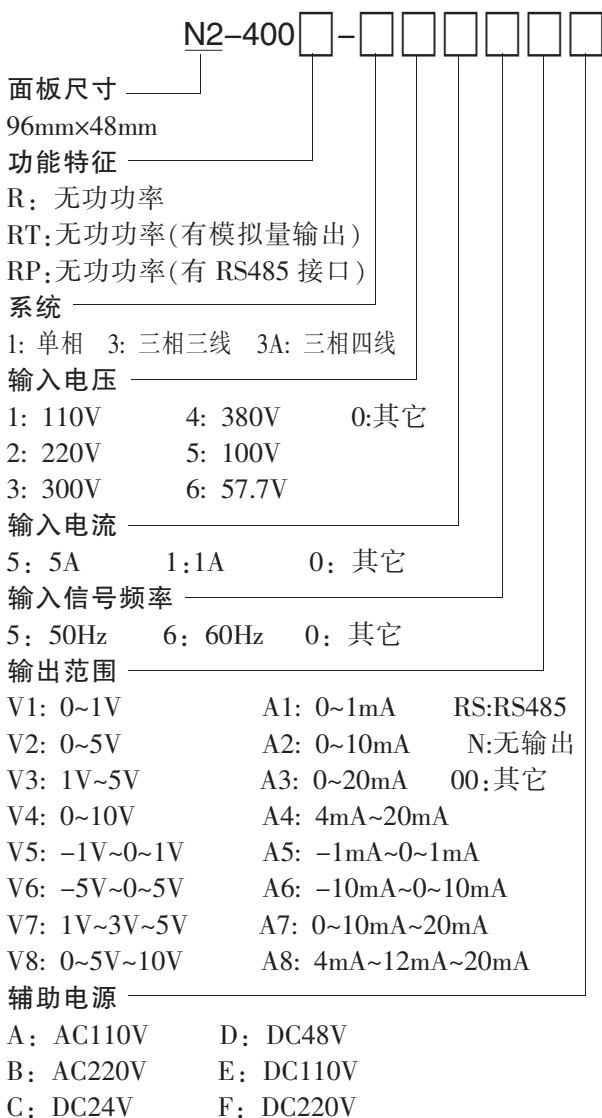 N2-400□-□□□□□□
面板尺寸
96mm×48mm
功能特征
R：无功功率
RT:无功功率(有模拟量输出)
RP:无功功率(有 RS485 接口)
系统
1: 单相 3: 三相三线 3A: 三相四线
输入电压
1: 110V 4: 380V 0:其它
2: 220V 5: 100V
3: 300V 6: 57.7V
输入电流
5：5A 1:1A 0：其它
输入信号频率
5：50Hz 6：60Hz 0：其它
输出范围
V1: 0~1V A1: 0~1mA RS:RS485
V2: 0~5V A2: 0~10mA N:无输出
V3: 1V~5V A3: 0~20mA 00:其它
V4: 0~10V A4: 4mA~20mA
V5: -1V~0~1V A5: -1mA~0~1mA
V6: -5V~0~5V A6: -10mA~0~10mA
V7: 1V~3V~5V A7: 0~10mA~20mA
V8: 0~5V~10V A8: 4mA~12mA~20mA
辅助电源
A：AC110V D：DC48V
B：AC220V E：DC110V
C：DC24V F：DC220V